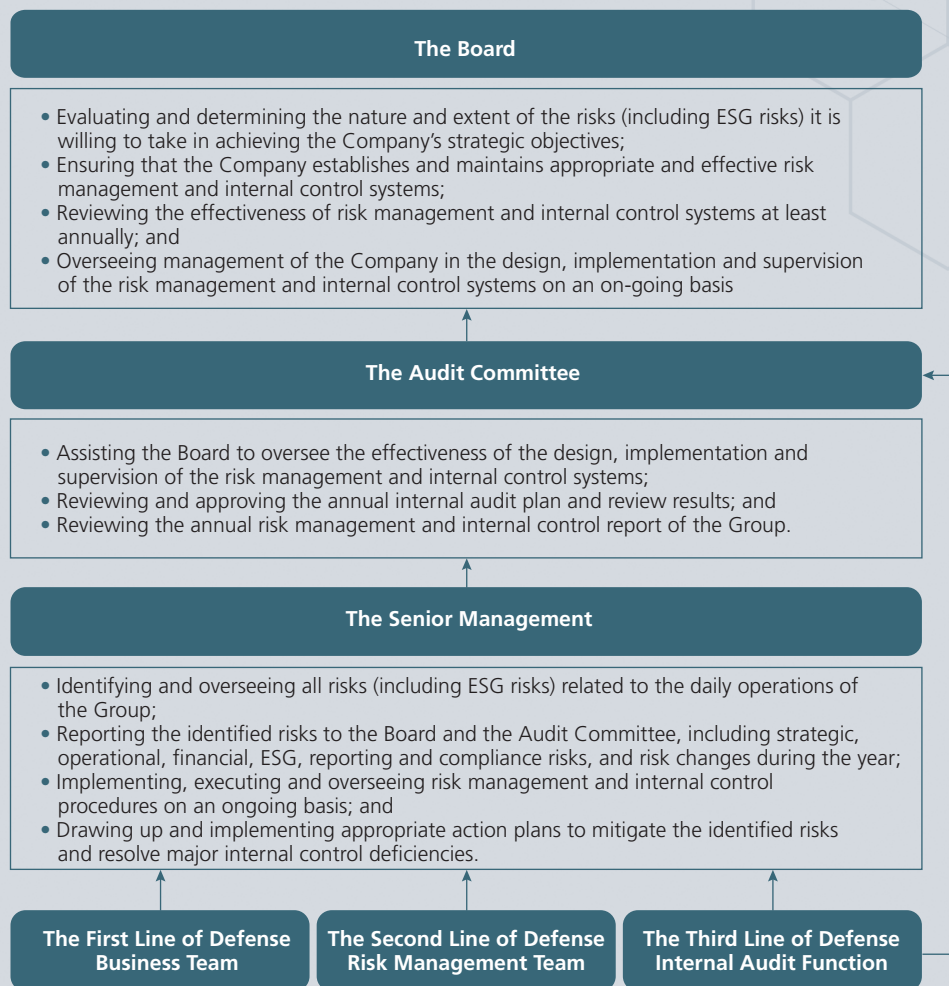 The Board
• Evaluating and determining the nature and extent of the risks (including ESG risks) it is
willing to take in achieving the Company’s strategic objectives;
• Ensuring that the Company establishes and maintains appropriate and effective risk
management and internal control systems;
• Reviewing the effectiveness of risk management and internal control systems at least
annually; and
• Overseeing management of the Company in the design, implementation and supervision
of the risk management and internal control systems on an on-going basis
The Audit Committee
• Assisting the Board to oversee the effectiveness of the design, implementation and
supervision of the risk management and internal control systems;
• Reviewing and approving the annual internal audit plan and review results; and
• Reviewing the annual risk management and internal control report of the Group.
The Senior Management
• Identifying and overseeing all risks (including ESG risks) related to the daily operations of
the Group;
• Reporting the identified risks to the Board and the Audit Committee, including strategic,
operational, financial, ESG, reporting and compliance risks, and risk changes during the year;
• Implementing, executing and overseeing risk management and internal control
procedures on an ongoing basis; and
• Drawing up and implementing appropriate action plans to mitigate the identified risks
and resolve major internal control deficiencies.
The First Line of Defense
Business Team
The Second Line of Defense
Risk Management Team
The Third Line of Defense
Internal Audit Function